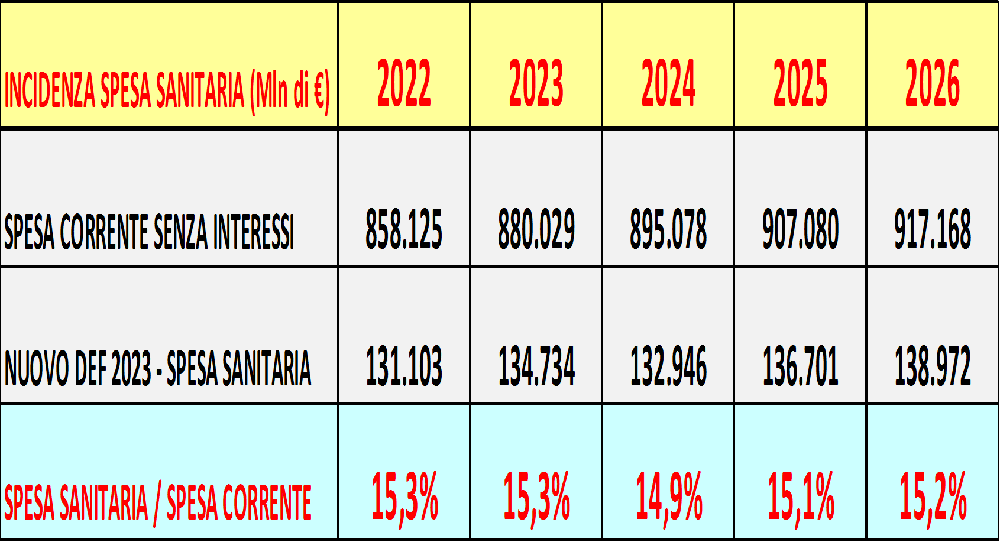 INCIDENZA SPESA SANITARIA (Mln di €) 2022 2023 2024 2025 2026
SPESA CORRENTE SENZA INTERESSI 858.125 880.029 895.078 907.080 917.168
NUOVO DEF 2023 - SPESA SANITARIA 131.103 134.734 132.946 136.701 138.972
SPESA SANITARIA / SPESA CORRENTE 15,3% 15,3% 14,9% 15,1% 15,2%